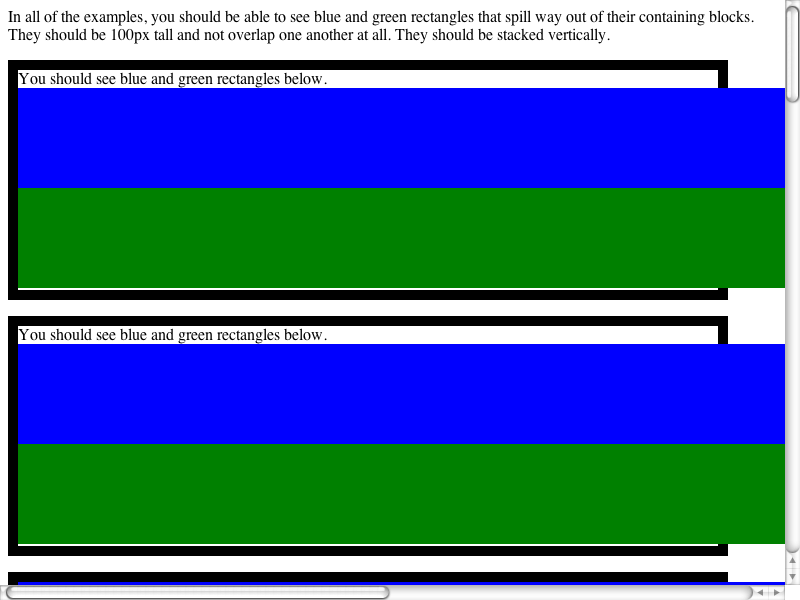 In all of the examples, you should be able to see blue and green rectangles that spill way out of their containing blocks.
They should be 100px tall and not overlap one another at all. They should be stacked vertically.
You should see blue and green rectangles below.
You should see blue and green rectangles below.